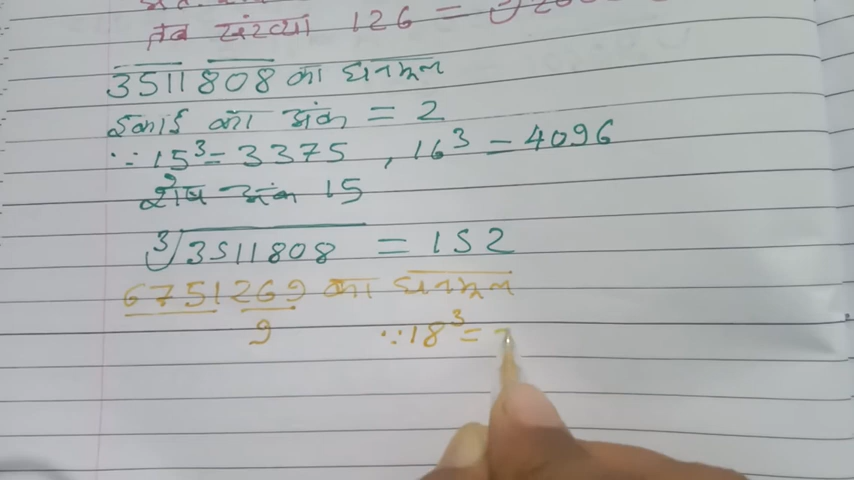 तब संख्या 126 =
3511808 का घनमूल
इकाई का अंक = 2
∵ 15³ = 3375 , 16³ = 4096
शेष अंक 15
∛3511808 = 152
6751269 का घनमूल
9 ∵ 18³ =